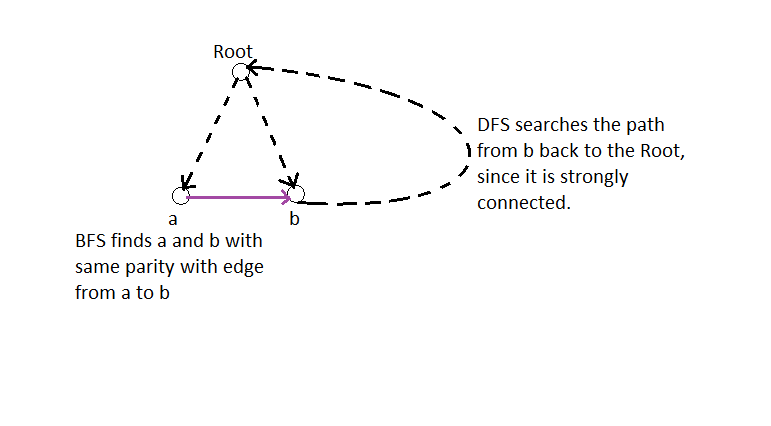 Root
DFS searches the path
from b back to the Root,
since it is strongly
connected.
a
b
BFS finds a and b with
same parity with edge
from a to b